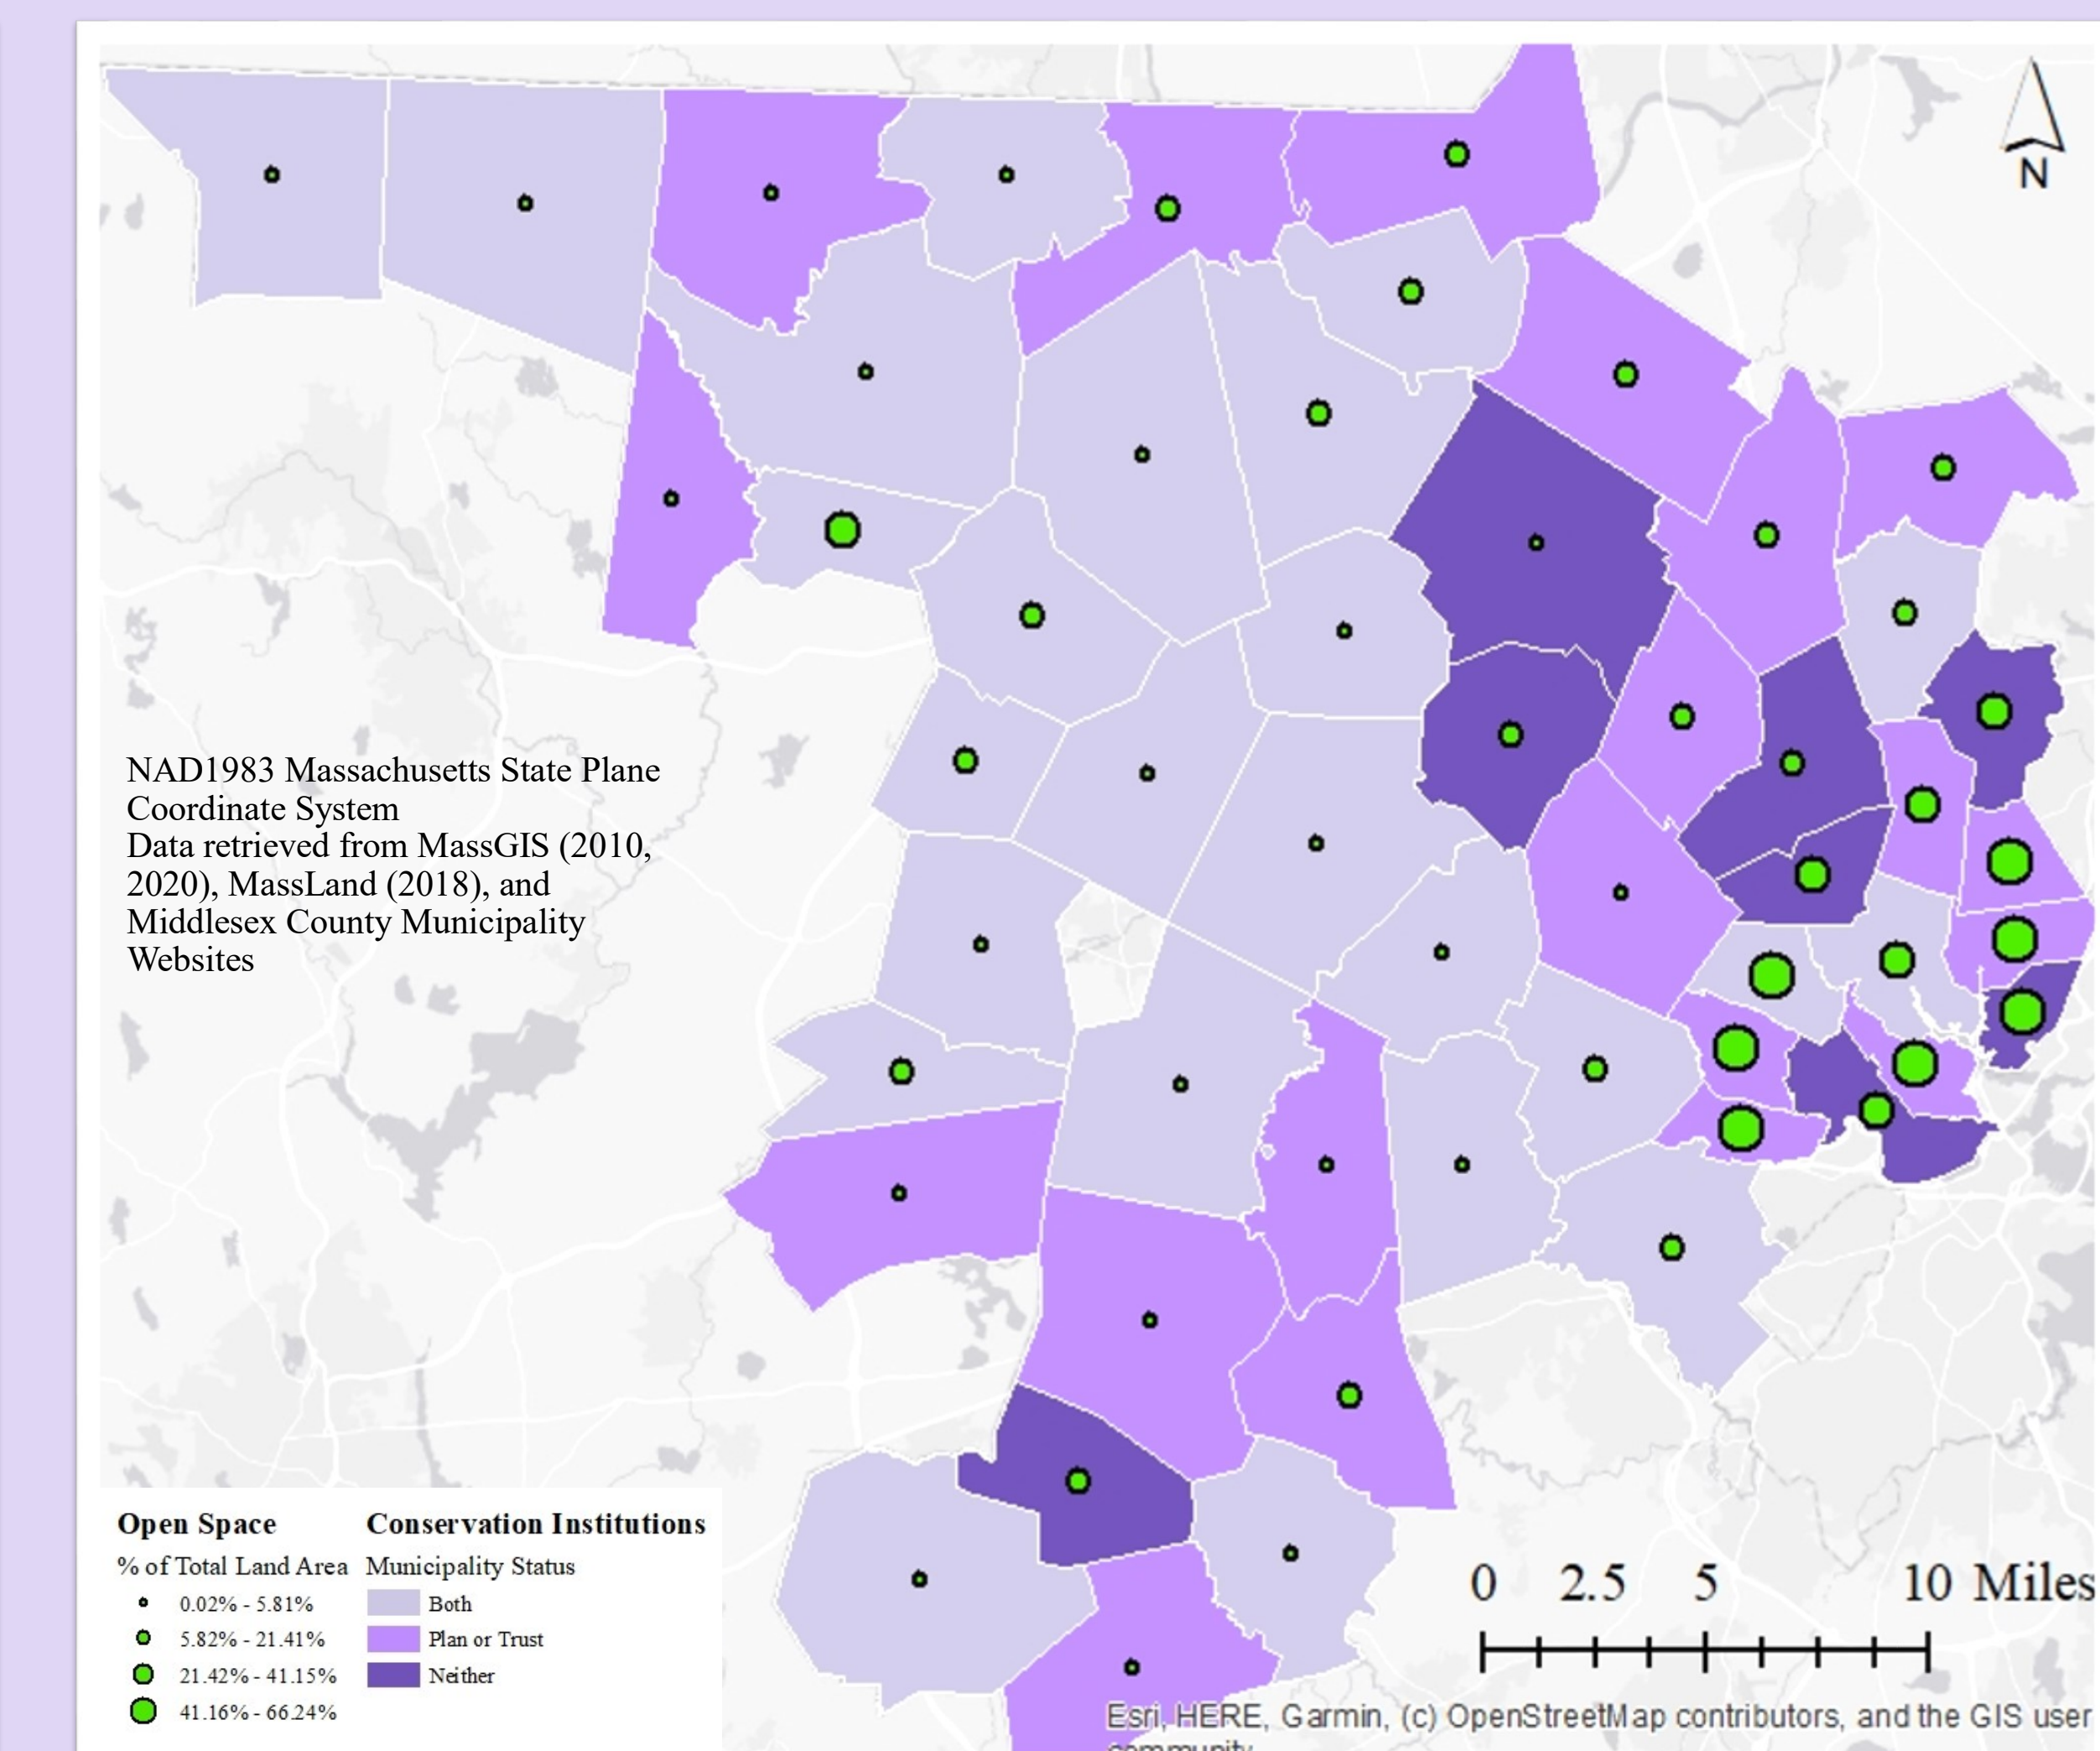 N
NAD1983 Massachusetts State Plane
Coordinate System
Data retrieved from MassGIS (2010,
2020), MassLand (2018), and
Middlesex County Municipality
Websites
Open Space
% of Total Land Area
0.02% - 5.81%
5.82% - 21.41%
21.42% - 41.15%
41.16% - 66.24%
Conservation Institutions
Municipality Status
Both
Plan or Trust
Neither
0 2.5 5 10 Miles
Esri, HERE, Garmin, (c) OpenStreetMap contributors, and the GIS user
community